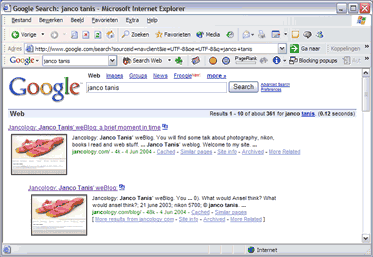 Google Search: janco tanis - Microsoft Internet Explorer
Bestand Bewerken Beeld Favorieten Extra Help
Vorige Zoeken Favorieten Media
http://www.google.com/search?sourceid=navclient&ie=UTF-8&oe=UTF-8&q=janco+tanis Ga naar Koppelingen
Google janco tanis Search Web PageRank Blocking popups
Web Images Groups News Froogle more »
Google janco tanis Search Advanced Search
Preferences
Web Results 1 - 10 of about 361 for janco tanis. (0.12 seconds)
Jancology: Janco Tanis' weBlog: a brief moment in time
Jancology: Janco Tanis' weBlog. You will find some talk about photography, nikon,
books I read and web stuff. ... Janco Tanis' weblog. Welcome to my site. ...
jancology.com/ - 4k - 4 Jun 2004 - Cached - Similar pages - Site info - Archived - More Related
Jancology: Janco Tanis' weBlog.
Jancology: Janco Tanis' weBlog. You ... 0). What would Ansel think? What
would ansel think?, 21 june 2003; nikon 5700; © janco tanis. ...
jancology.com/blog/ - 48k - 4 Jun 2004 - Cached - Similar pages
[ More results from jancology.com - Site info - Archived - More Related ]
Internet